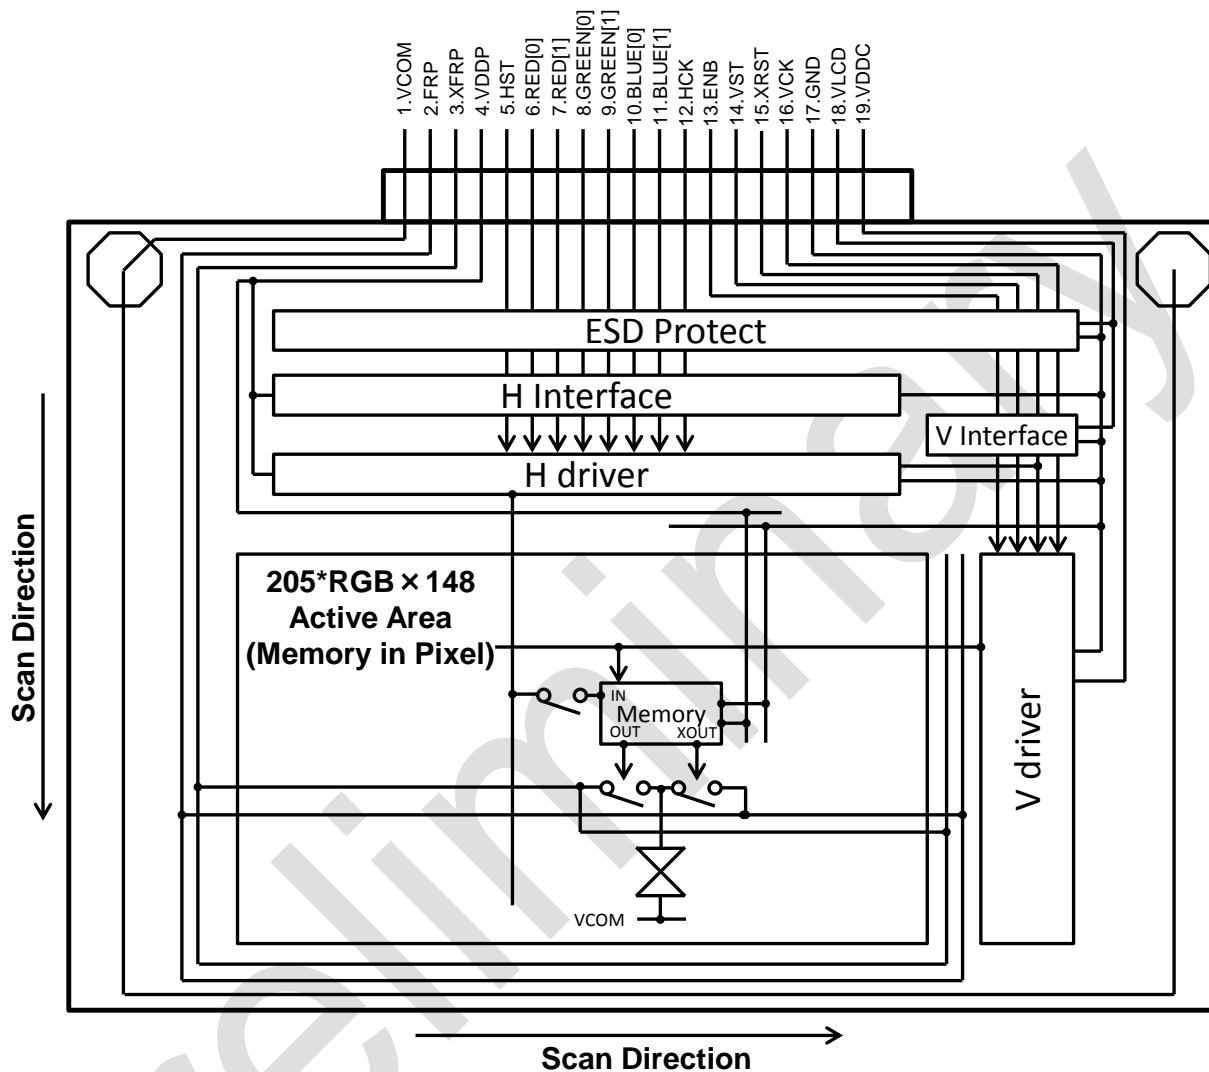 1.VCOM
2.FRP
3.XFRP
4.VDDP
5.HST
6.RED[0]
7.RED[1]
8.GREEN[0]
9.GREEN[1]
10.BLUE[0]
11.BLUE[1]
12.HCK
13.ENB
14.VST
15.XRST
16.VCK
17.GND
18.VLCD
19.VDDC
ESD Protect
H Interface
V Interface
H driver
205*RGB×148
Active Area
(Memory in Pixel)
IN
Memory
OUT XOUT
V driver
VCOM
Scan Direction
Scan Direction
reliminary